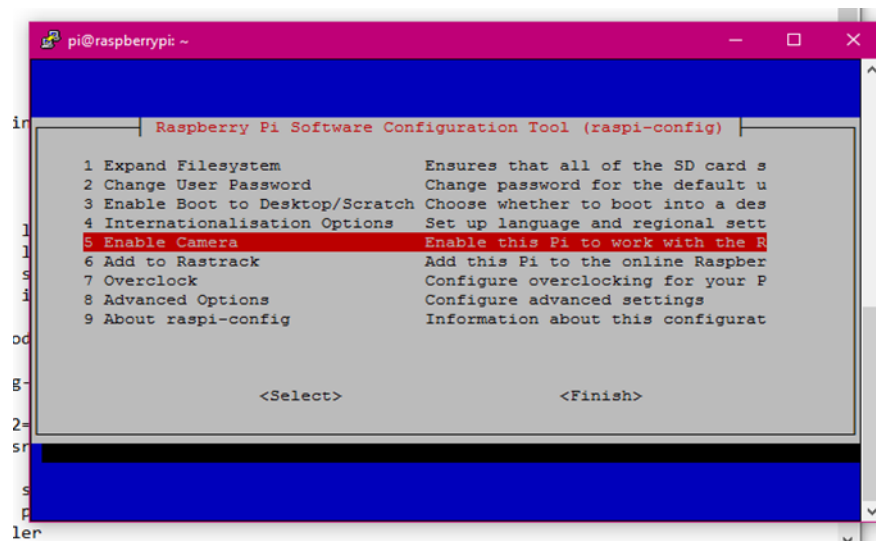 pi@raspberrypi: ~
Raspberry Pi Software Configuration Tool (raspi-config)
1 Expand Filesystem Ensures that all of the SD card s
2 Change User Password Change password for the default u
3 Enable Boot to Desktop/Scratch Choose whether to boot into a des
4 Internationalisation Options Set up language and regional sett
5 Enable Camera Enable this Pi to work with the R
6 Add to Rastrack Add this Pi to the online Raspber
7 Overclock Configure overclocking for your P
8 Advanced Options Configure advanced settings
9 About raspi-config Information about this configurat
<Select> <Finish>
ler